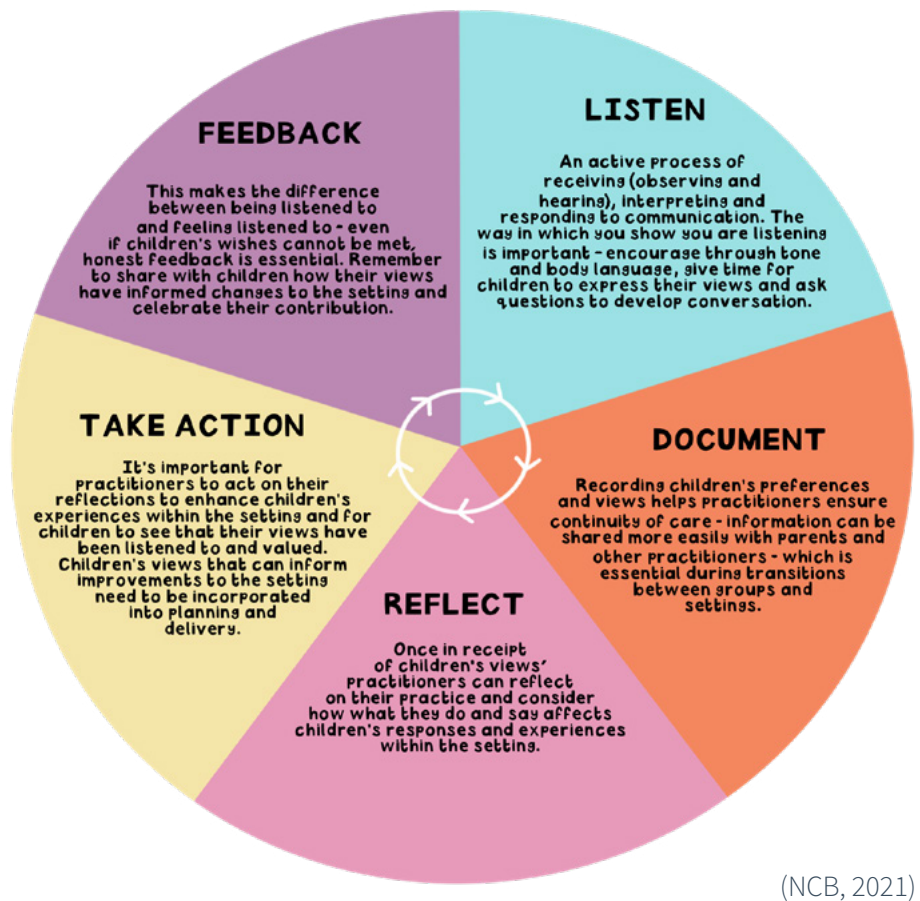 LISTEN
An active process of
receiving (observing and
hearing), interpreting and
responding to communication. The
way in which you show you are listening
is important - encourage through tone
and body language, give time for
children to express their views and ask
questions to develop conversation.
DOCUMENT
Recording children's preferences
and views helps practitioners ensure
continuity of care - information can be
shared more easily with parents and
other practitioners - which is
essential during transitions
between groups and
settings.
REFLECT
Once in receipt
of children's views'
practitioners can reflect
on their practice and consider
how what they do and say affects
children's responses and experiences
within the setting.
TAKE ACTION
It's important for
practitioners to act on their
reflections to enhance children's
experiences within the setting and for
children to see that their views have
been listened to and valued.
Children's views that can inform
improvements to the setting
need to be incorporated
into planning and
delivery.
FEEDBACK
This makes the difference
between being listened to
and feeling listened to - even
if children's wishes cannot be met,
honest feedback is essential. Remember
to share with children how their views
have informed changes to the setting and
celebrate their contribution.
(NCB, 2021)